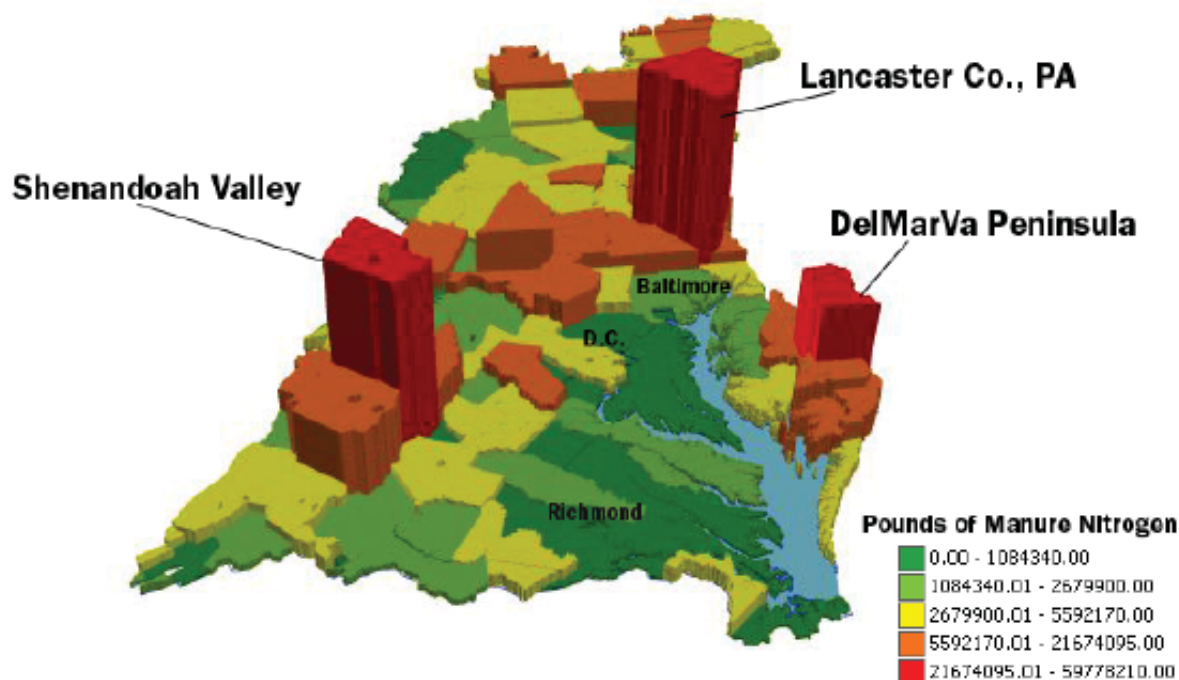 Lancaster Co., PA
Shenandoah Valley
DelMarVa Peninsula
Baltimore
D.C.
Richmond
Pounds of Manure Nitrogen
0.00 - 1084340.00
1084340.01 - 2679900.00
2679900.01 - 5592170.00
5592170.01 - 21674095.00
21674095.01 - 59778210.00